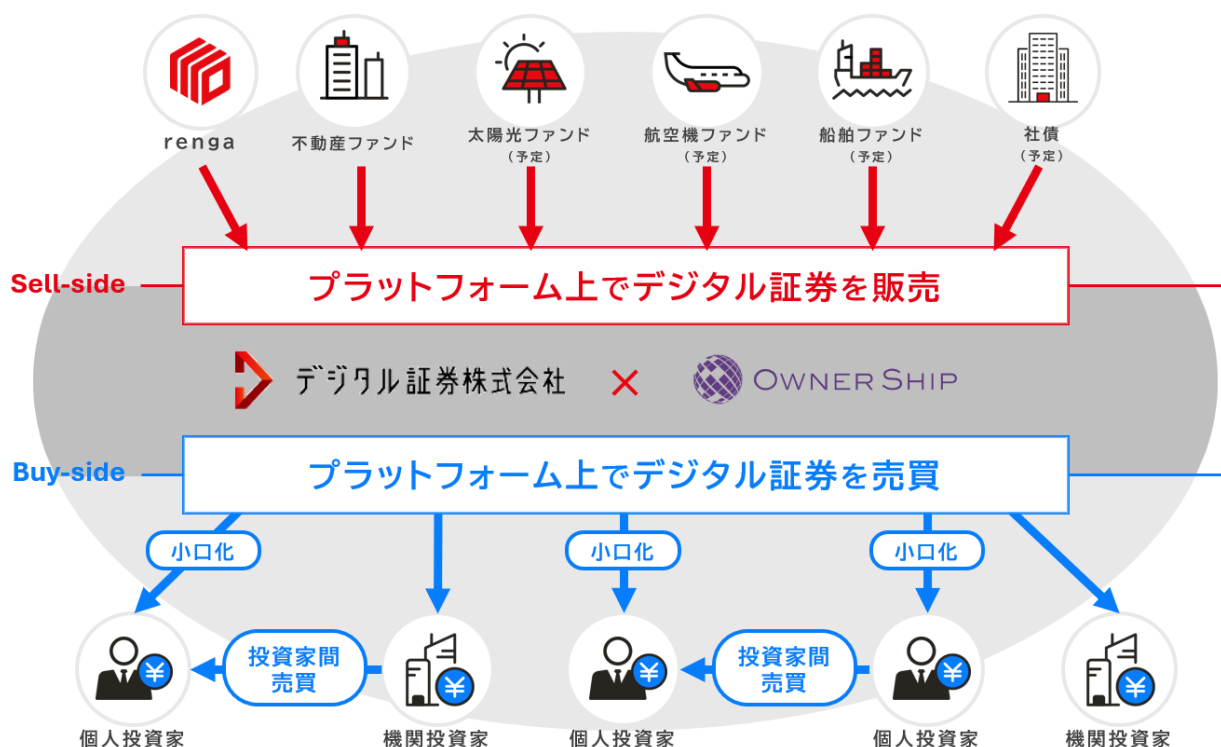 renga
不動産ファンド
太陽光ファンド
（予定）
航空機ファンド
（予定）
船舶ファンド
（予定）
社債
（予定）
Sell-side
プラットフォーム上でデジタル証券を販売
デジタル証券株式会社
×
OWNER SHIP
Buy-side
プラットフォーム上でデジタル証券を売買
小口化
小口化
小口化
¥
投資家間
売買
¥
¥
投資家間
売買
¥
¥
個人投資家
機関投資家
個人投資家
個人投資家
機関投資家